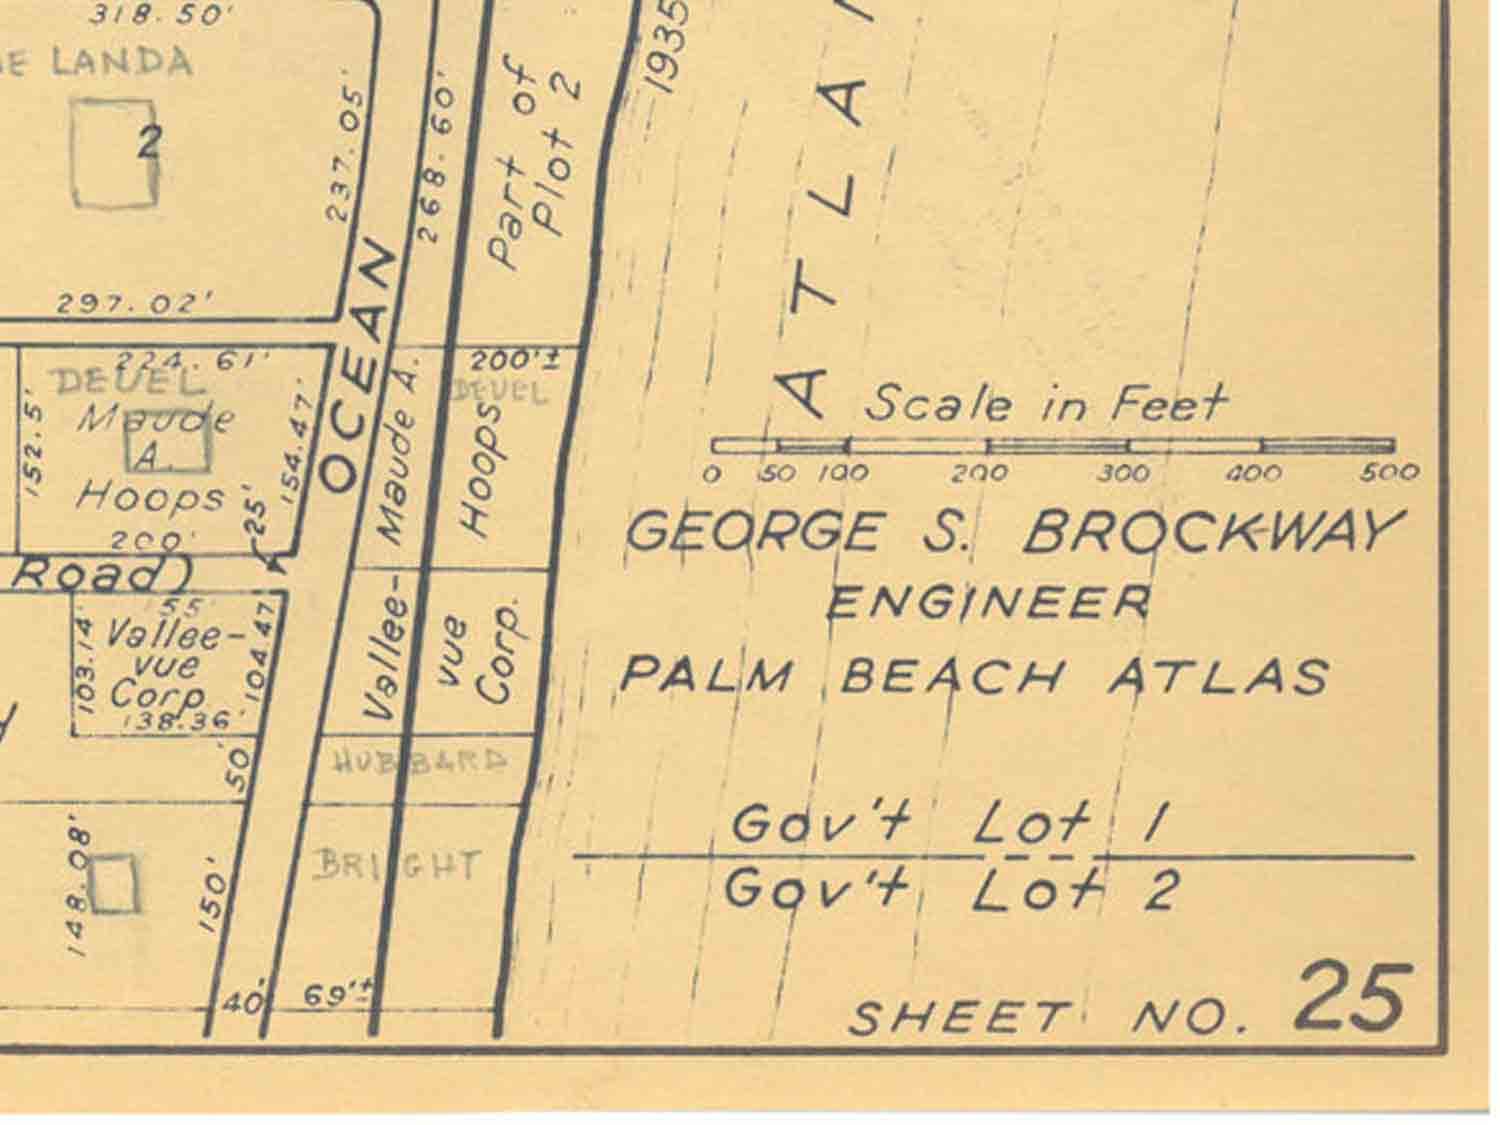 318.50'
LANDA
2
237.05'
268.60'
Part of
Plot 2
1935
ATLA
297.02'
OCEAN
224.61'
DEVEL
Maude
A.
Hoops
200'
152.5'
154.47'
25'
Maude A.
Hoops
200'±
DEVEL
Road)
55'
Vallee-
vue
Corp.
103.14'
104.47
138.36'
Vallee-
vue
Corp.
50'
HUBBARD
148.08'
150'
BRIGHT
40'
69'±
Scale in Feet
0 50 100 200 300 400 500
GEORGE S. BROCKWAY
ENGINEER
PALM BEACH ATLAS
Gov't Lot 1
Gov't Lot 2
SHEET NO. 25